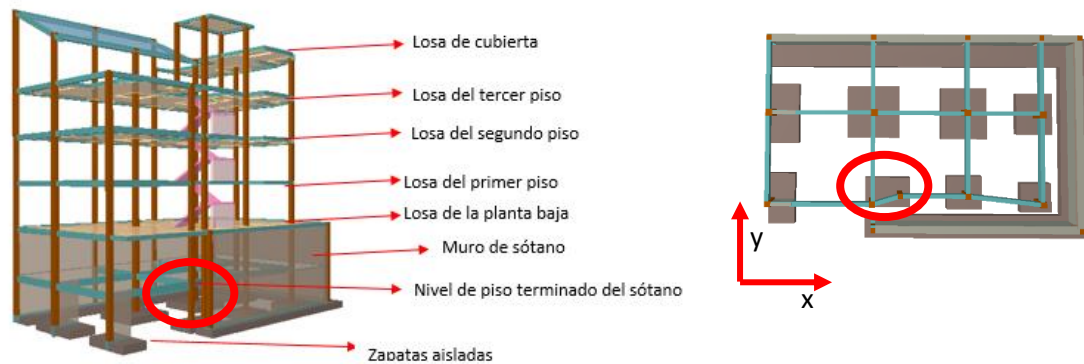 Losa de cubierta
Losa del tercer piso
Losa del segundo piso
Losa del primer piso
Losa de la planta baja
Muro de sótano
Nivel de piso terminado del sótano
Zapatas aisladas
y
x